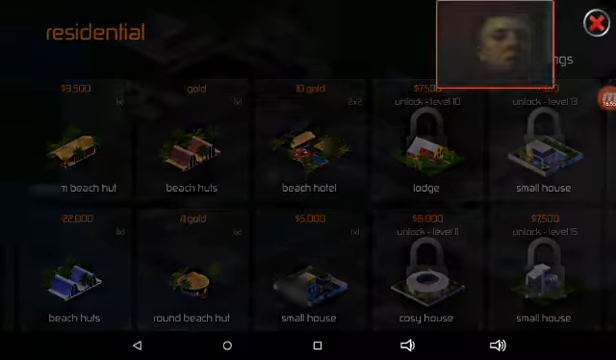 residential
ngs
$9,500
gold
10 gold
$7,500
unlock - level 10
unlock - level 13
m beach hut
beach huts
beach hotel
lodge
small house
22,000
4 gold
$5,000
$6,000
$7,500
unlock - level 11
unlock - level 15
beach huts
round beach hut
small house
cosy house
small house